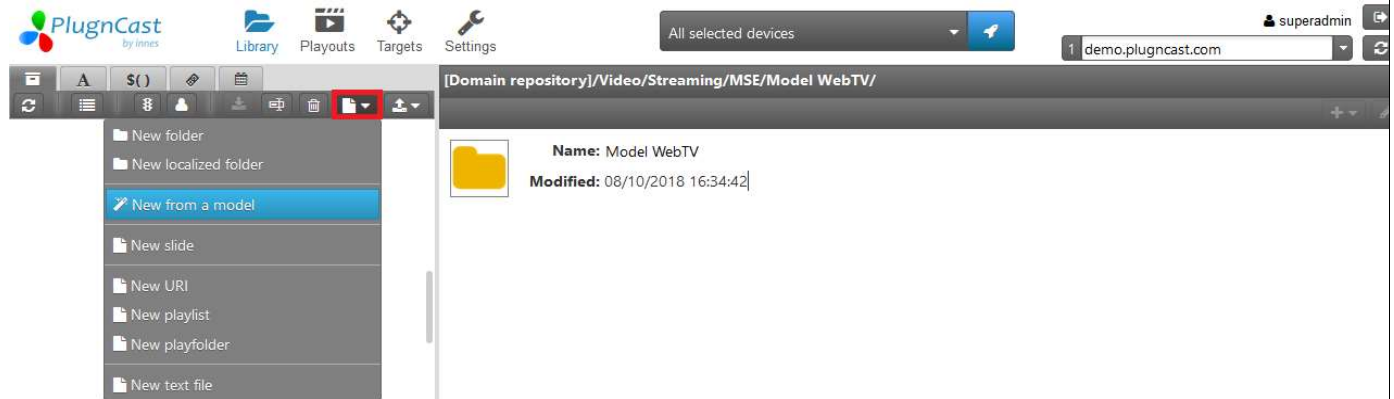 PlugnCast
by innes
Library
Playouts
Targets
Settings
All selected devices
superadmin
1 demo.plugncast.com
A
$( )
[Domain repository]/Video/Streaming/MSE/Model WebTV/
New folder
New localized folder
New from a model
New slide
New URI
New playlist
New playfolder
New text file
Name: Model WebTV
Modified: 08/10/2018 16:34:42